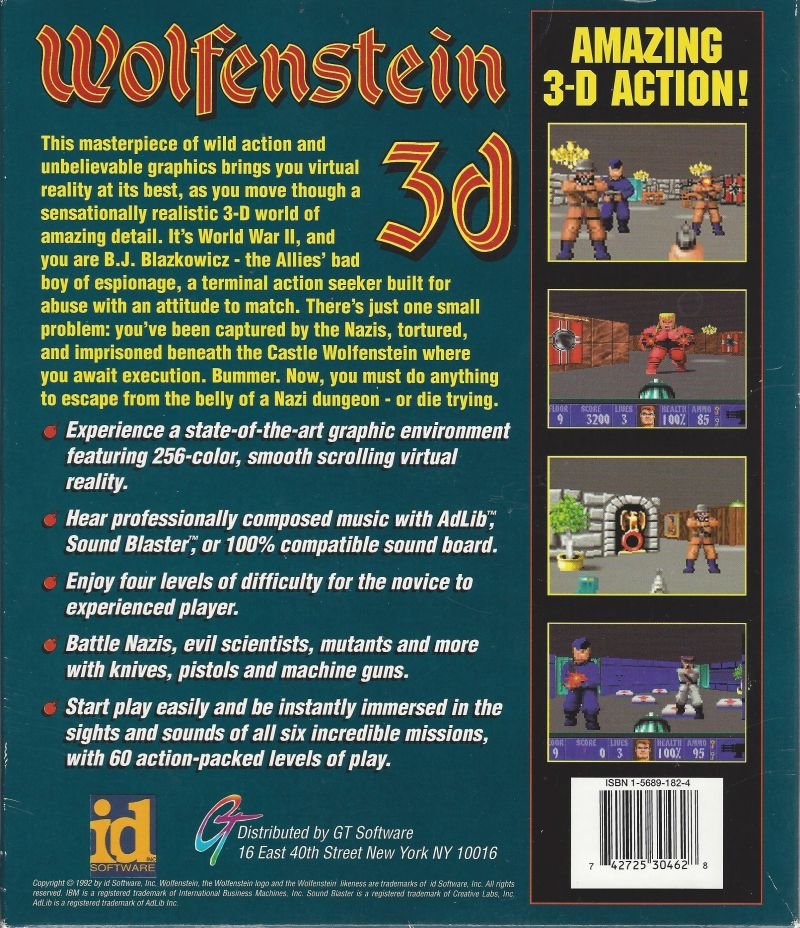 Wolfenstein
3d
This masterpiece of wild action and
unbelievable graphics brings you virtual
reality at its best, as you move though a
sensationally realistic 3-D world of
amazing detail. It's World War II, and
you are B.J. Blazkowicz - the Allies' bad
boy of espionage, a terminal action seeker built for
abuse with an attitude to match. There's just one small
problem: you've been captured by the Nazis, tortured,
and imprisoned beneath the Castle Wolfenstein where
you await execution. Bummer. Now, you must do anything
to escape from the belly of a Nazi dungeon - or die trying.
Experience a state-of-the-art graphic environment
featuring 256-color, smooth scrolling virtual
reality.
Hear professionally composed music with AdLib™,
Sound Blaster™, or 100% compatible sound board.
Enjoy four levels of difficulty for the novice to
experienced player.
Battle Nazis, evil scientists, mutants and more
with knives, pistols and machine guns.
Start play easily and be instantly immersed in the
sights and sounds of all six incredible missions,
with 60 action-packed levels of play.
id
INC
SOFTWARE
GT
Distributed by GT Software
16 East 40th Street New York NY 10016
Copyright © 1992 by id Software, Inc. Wolfenstein, the Wolfenstein logo and the Wolfenstein likeness are trademarks of id Software, Inc. All rights
reserved. IBM is a registered trademark of International Business Machines, Inc. Sound Blaster is a registered trademark of Creative Labs, Inc.
AdLib is a registered trademark of AdLib Inc.
AMAZING
3-D ACTION!
FLOOR SCORE LIVES HEALTH AMMO
9 3200 3 100% 85
OOR SCORE LIVES HEALTH AMMO
9 0 3 100% 95
ISBN 1-5689-182-4
7 42725 30462 8